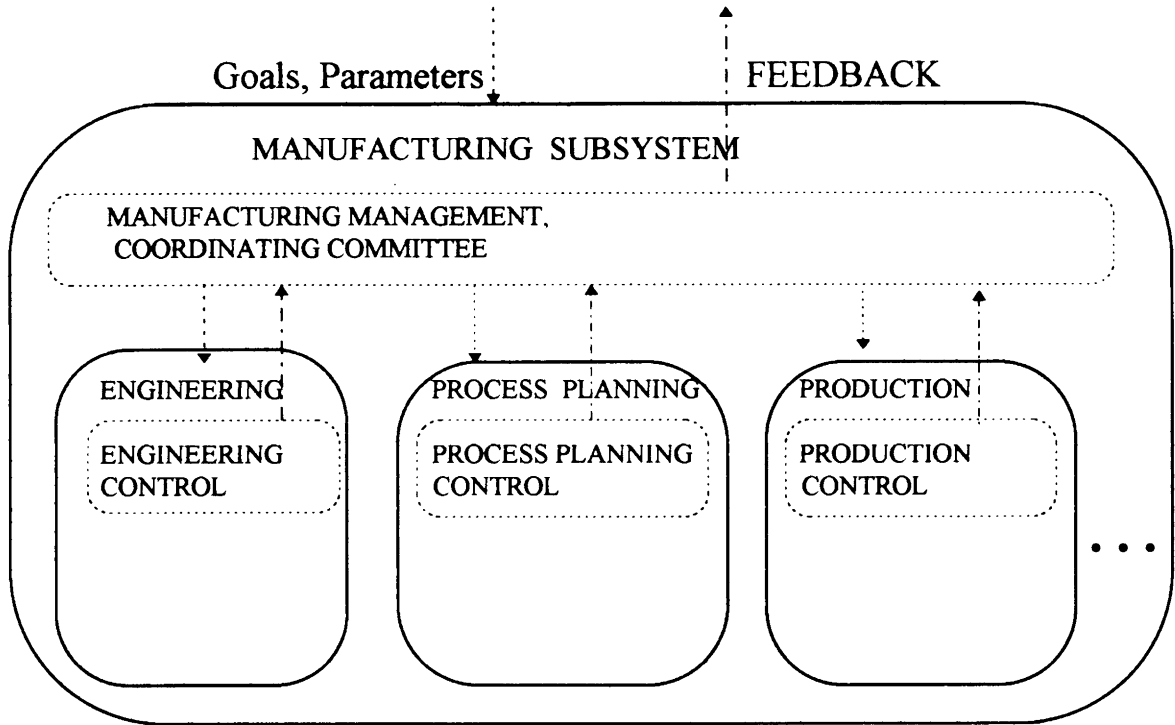 Goals, Parameters
FEEDBACK
MANUFACTURING SUBSYSTEM
MANUFACTURING MANAGEMENT,
COORDINATING COMMITTEE
ENGINEERING
ENGINEERING
CONTROL
PROCESS PLANNING
PROCESS PLANNING
CONTROL
PRODUCTION
PRODUCTION
CONTROL
• • •